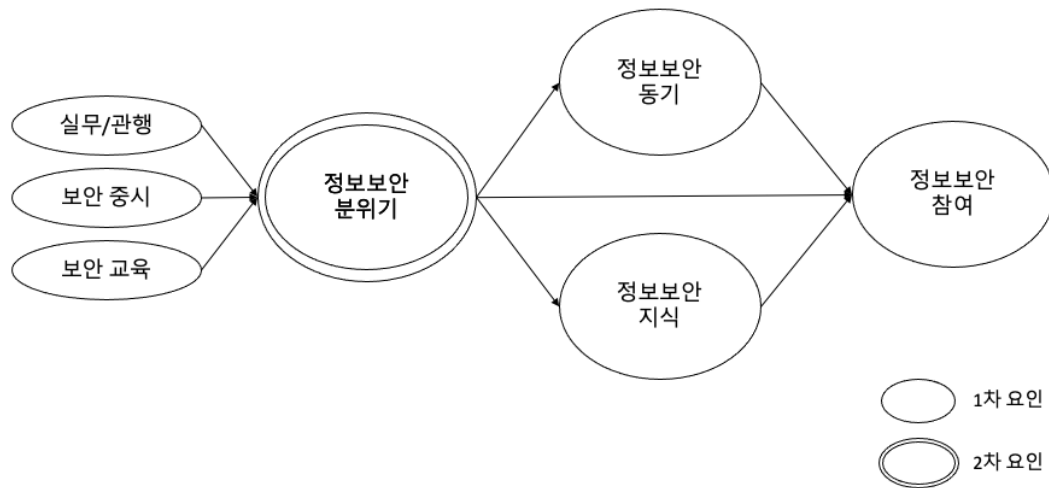 실무/관행
보안 중시
보안 교육
정보보안
분위기
정보보안
동기
정보보안
지식
정보보안
참여
1차 요인
2차 요인